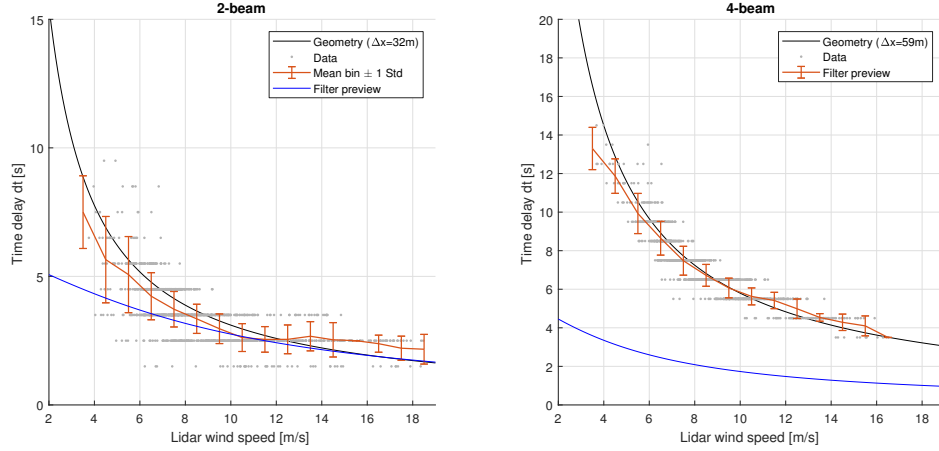 2-beam
15
10
5
0
2 4 6 8 10 12 14 16 18
Time delay dt [s]
Lidar wind speed [m/s]
Geometry (Δx=32m)
Data
Mean bin ± 1 Std
Filter preview
4-beam
20
18
16
14
12
10
8
6
4
2
0
2 4 6 8 10 12 14 16 18
Time delay dt [s]
Lidar wind speed [m/s]
Geometry (Δx=59m)
Data
Filter preview